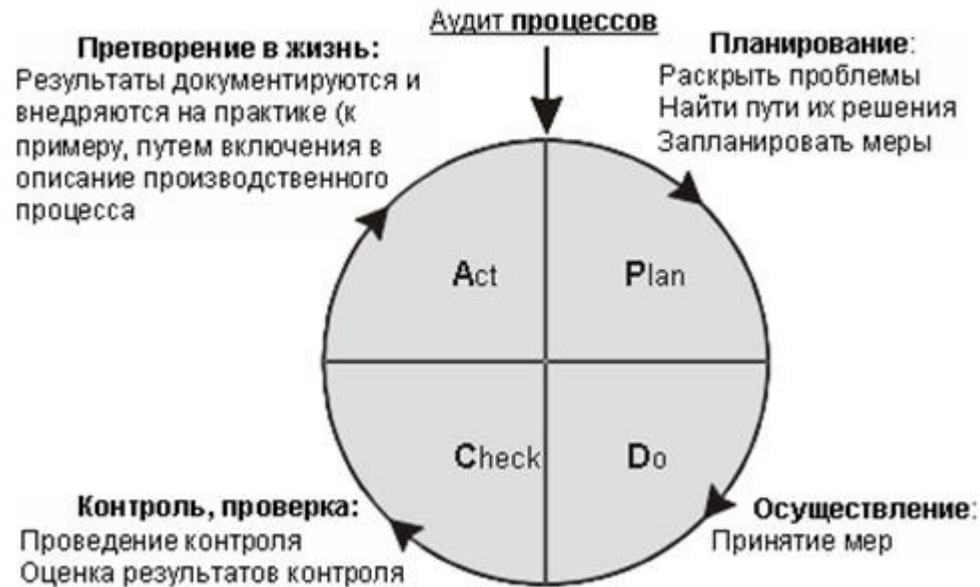 Аудит процессов
Претворение в жизнь:
Результаты документируются и
внедряются на практике (к
примеру, путем включения в
описание производственного
процесса
Планирование:
Раскрыть проблемы
Найти пути их решения
Запланировать меры
Act
Plan
Check
Do
Контроль, проверка:
Проведение контроля
Оценка результатов контроля
Осуществление:
Принятие мер